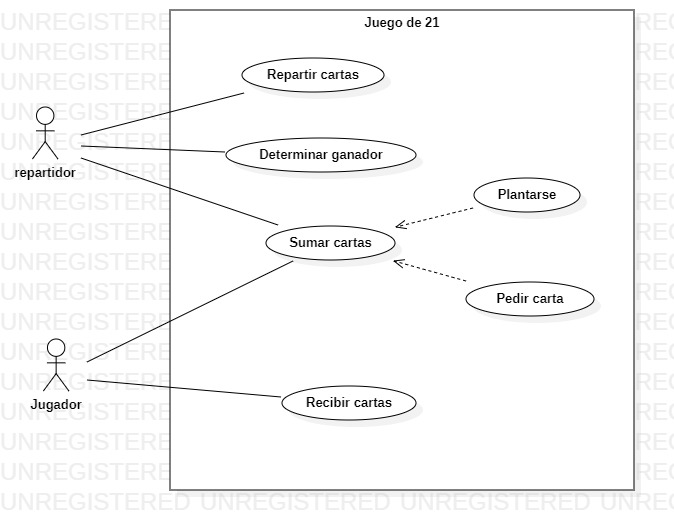 Juego de 21
Repartir cartas
repartidor
Determinar ganador
Plantarse
Sumar cartas
Pedir carta
Jugador
Recibir cartas
UNREGISTERED UNREGISTERED UNREGISTERED UNREGISTERED